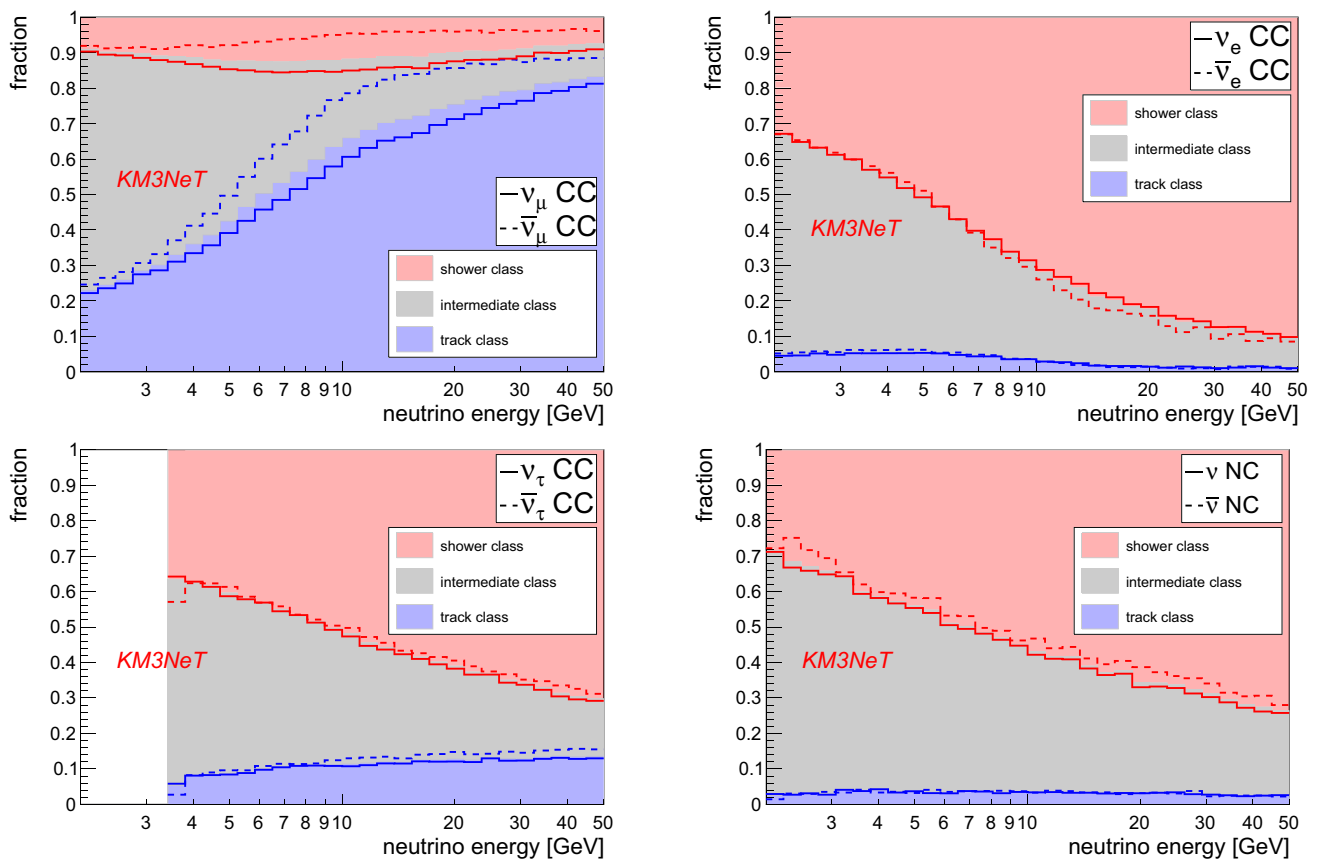 fraction
1
0.9
0.8
0.7
0.6
0.5
0.4
0.3
0.2
0.1
0
KM3NeT
ν_μ CC
ν̅_μ CC
shower class
intermediate class
track class
3 4 5 6 7 8 9 10 20 30 40 50
neutrino energy [GeV]
fraction
1
0.9
0.8
0.7
0.6
0.5
0.4
0.3
0.2
0.1
0
ν_e CC
ν̅_e CC
shower class
intermediate class
track class
KM3NeT
3 4 5 6 7 8 9 10 20 30 40 50
neutrino energy [GeV]
fraction
1
0.9
0.8
0.7
0.6
0.5
0.4
0.3
0.2
0.1
0
ν_τ CC
ν̅_τ CC
shower class
intermediate class
track class
KM3NeT
3 4 5 6 7 8 9 10 20 30 40 50
neutrino energy [GeV]
fraction
1
0.9
0.8
0.7
0.6
0.5
0.4
0.3
0.2
0.1
0
ν NC
ν̅ NC
shower class
intermediate class
track class
KM3NeT
3 4 5 6 7 8 9 10 20 30 40 50
neutrino energy [GeV]